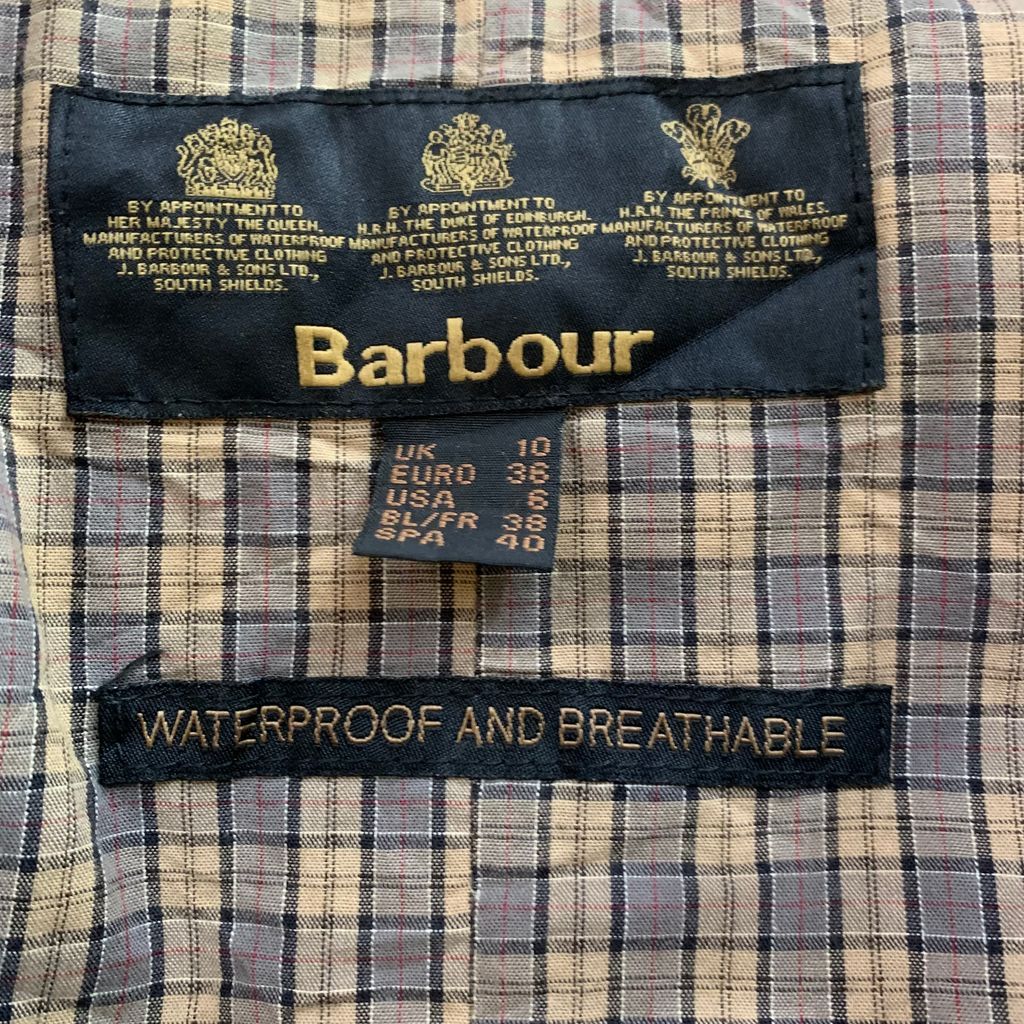 BY APPOINTMENT TO
HER MAJESTY THE QUEEN.
MANUFACTURERS OF WATERPROOF
AND PROTECTIVE CLOTHING
J. BARBOUR & SONS LTD.,
SOUTH SHIELDS.
BY APPOINTMENT TO
H.R.H. THE DUKE OF EDINBURGH.
MANUFACTURERS OF WATERPROOF
AND PROTECTIVE CLOTHING
J. BARBOUR & SONS LTD.,
SOUTH SHIELDS.
BY APPOINTMENT TO
H.R.H. THE PRINCE OF WALES.
MANUFACTURERS OF WATERPROOF
AND PROTECTIVE CLOTHING
J. BARBOUR & SONS LTD.,
SOUTH SHIELDS.
Barbour
UK 10
EURO 36
USA 6
BL/FR 38
SPA 40
WATERPROOF AND BREATHABLE